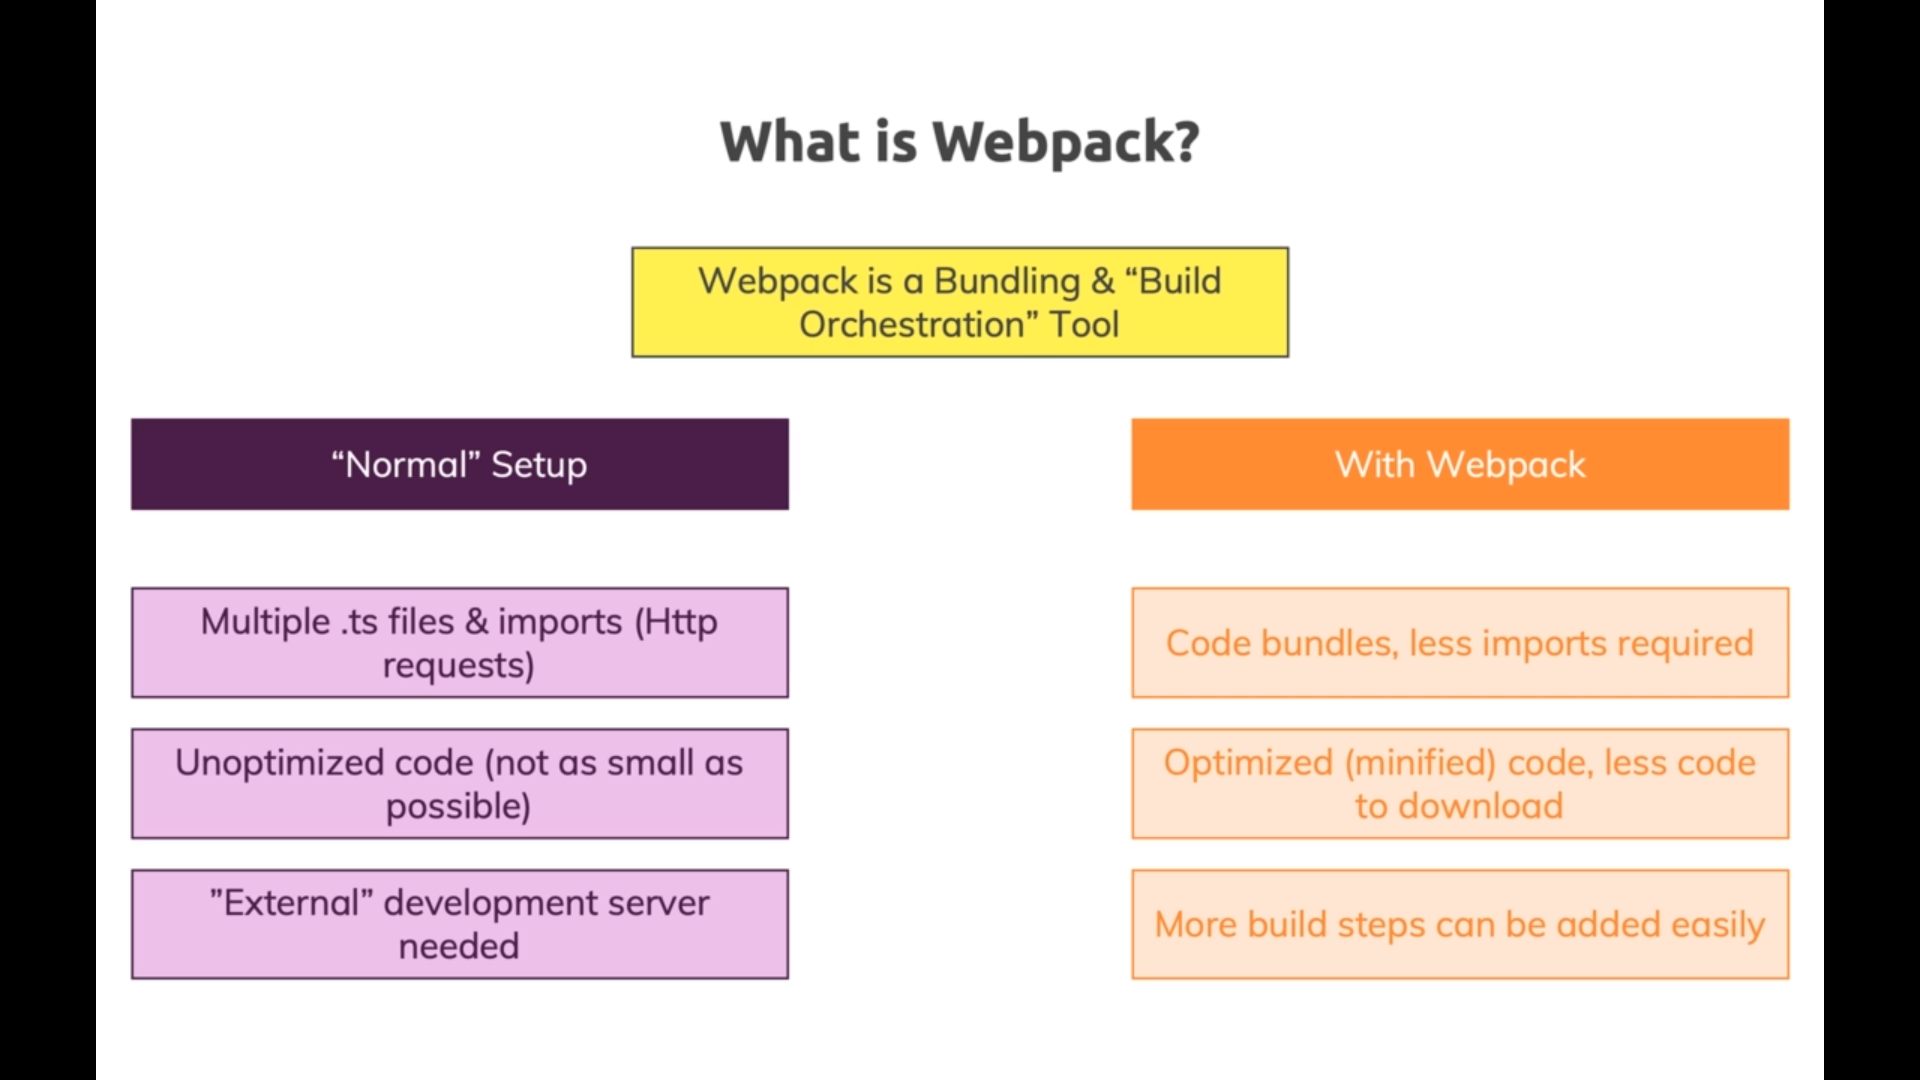 What is Webpack?
Webpack is a Bundling & “Build
Orchestration” Tool
“Normal” Setup
With Webpack
Multiple .ts files & imports (Http
requests)
Code bundles, less imports required
Unoptimized code (not as small as
possible)
Optimized (minified) code, less code
to download
”External” development server
needed
More build steps can be added easily